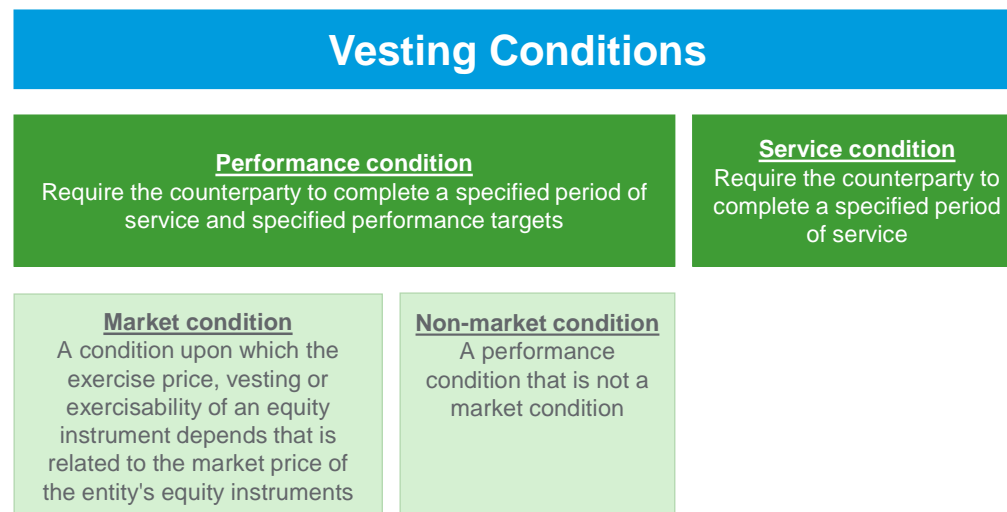 Vesting Conditions
Performance condition
Require the counterparty to complete a specified period of
service and specified performance targets
Service condition
Require the counterparty to
complete a specified period
of service
Market condition
A condition upon which the
exercise price, vesting or
exercisability of an equity
instrument depends that is
related to the market price of
the entity's equity instruments
Non-market condition
A performance
condition that is not a
market condition